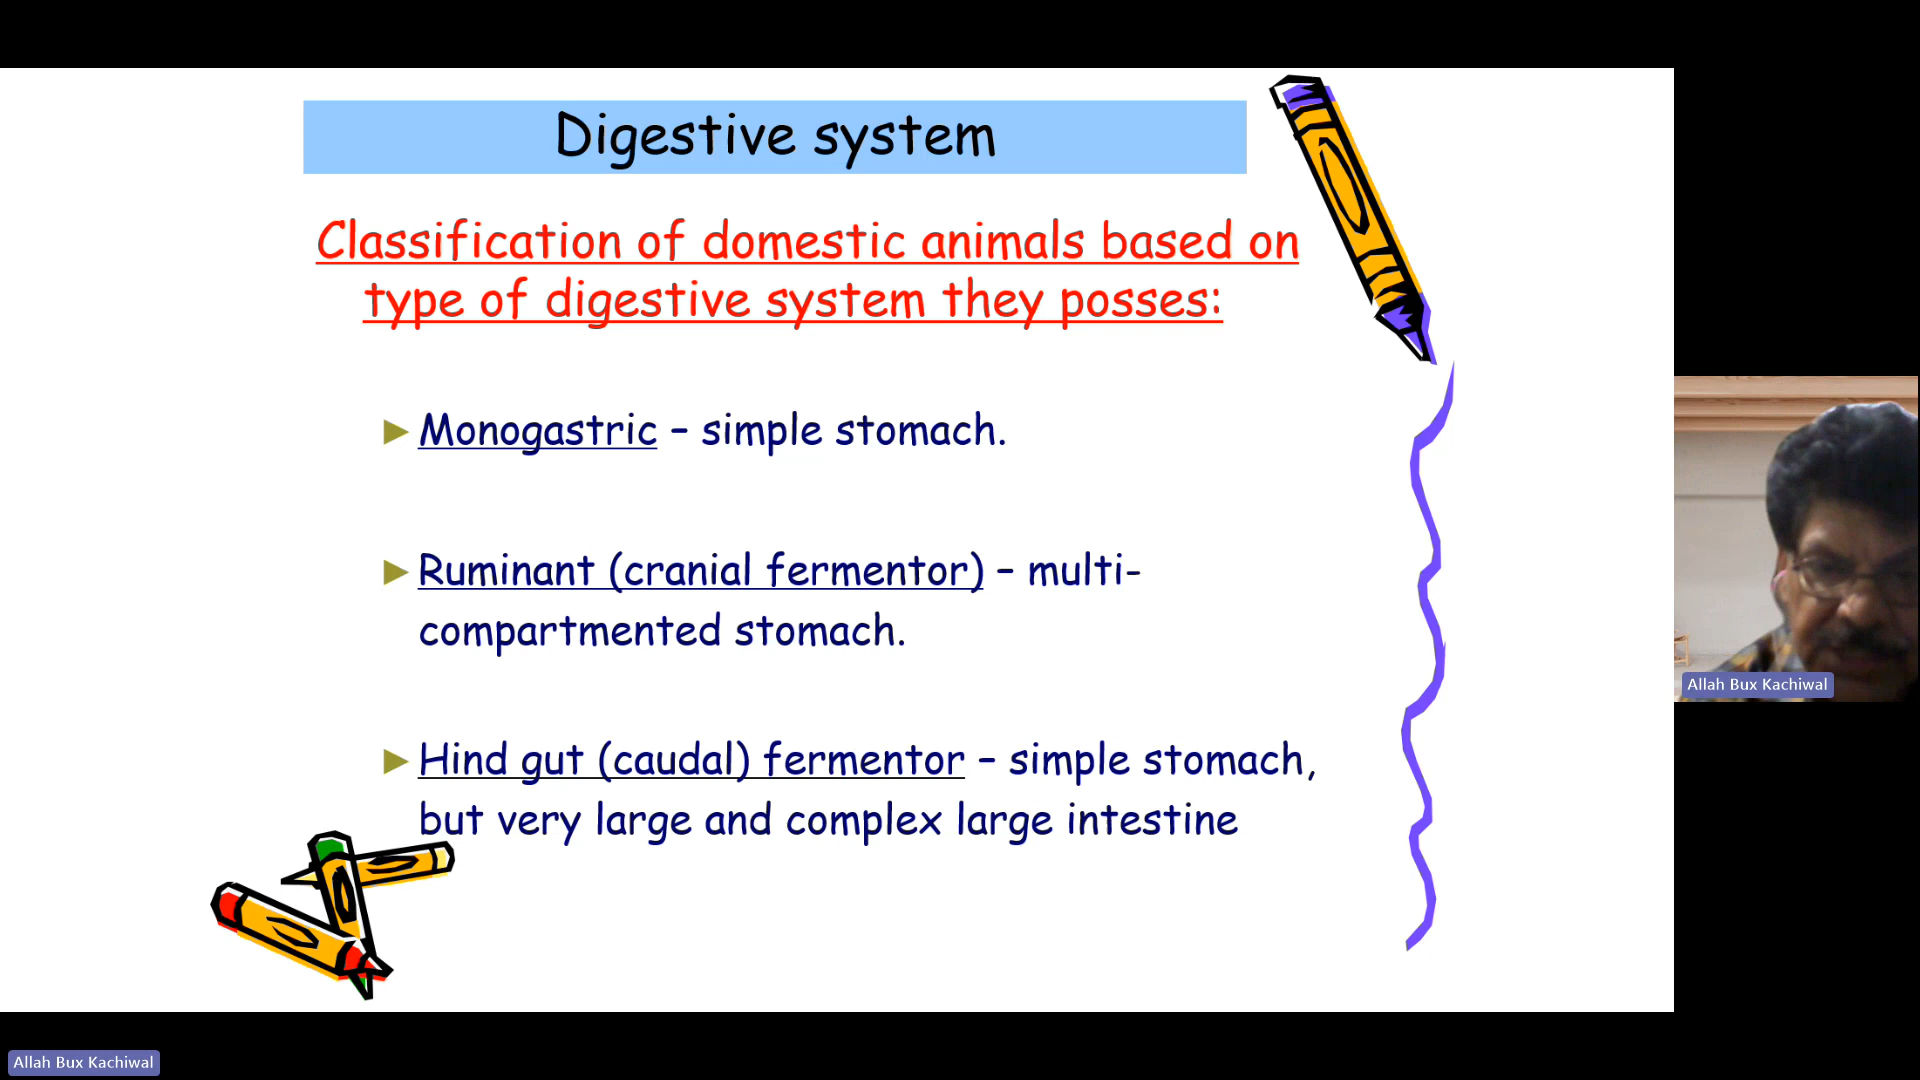 Digestive system
Classification of domestic animals based on
type of digestive system they posses:
►Monogastric – simple stomach.
►Ruminant (cranial fermentor) – multi-
compartmented stomach.
►Hind gut (caudal) fermentor – simple stomach,
but very large and complex large intestine
Allah Bux Kachiwal
Allah Bux Kachiwal